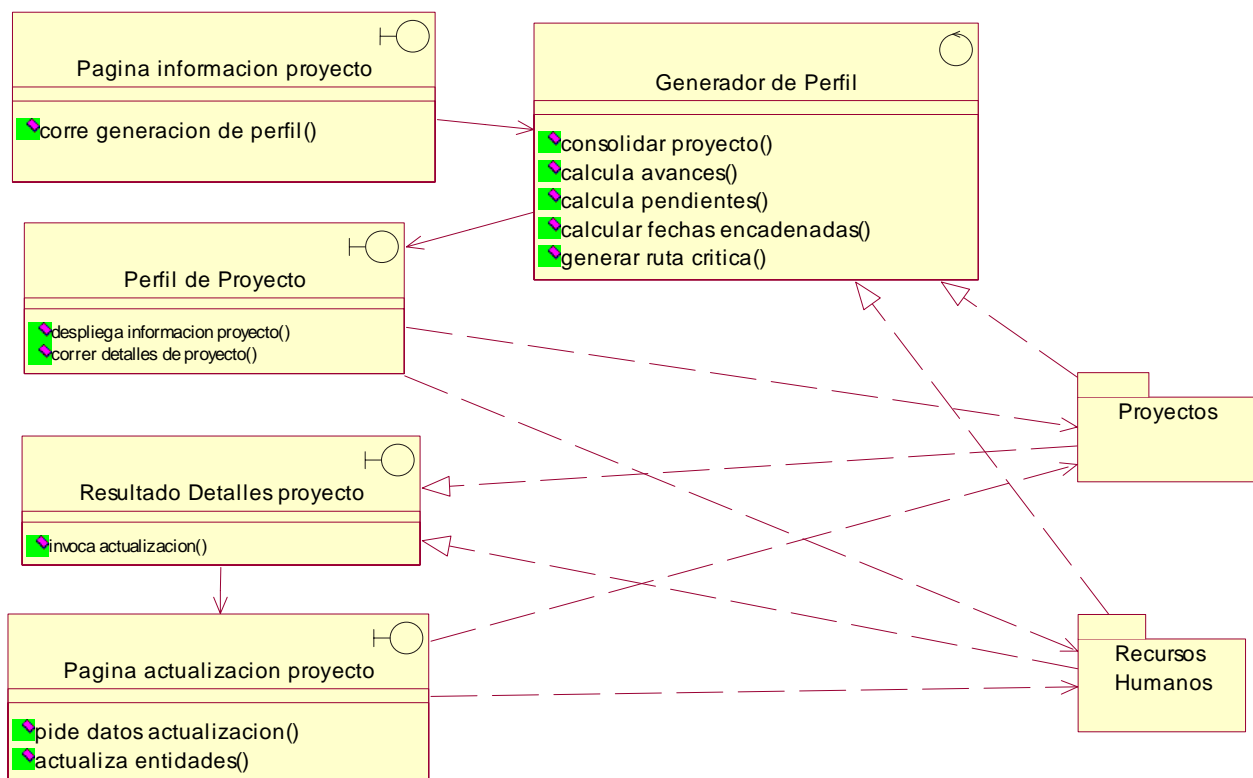 Pagina informacion proyecto
corre generacion de perfil()
Generador de Perfil
consolidar proyecto()
calcula avances()
calcula pendientes()
calcular fechas encadenadas()
generar ruta critica()
Perfil de Proyecto
despliega informacion proyecto()
correr detalles de proyecto()
Proyectos
Resultado Detalles proyecto
invoca actualizacion()
Pagina actualizacion proyecto
pide datos actualizacion()
actualiza entidades()
Recursos
Humanos